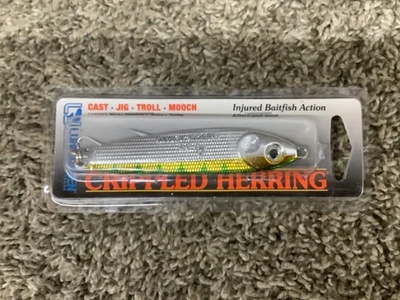 CAST · JIG · TROLL · MOOCH
Injured Baitfish Action
CRIPPLED HERRING